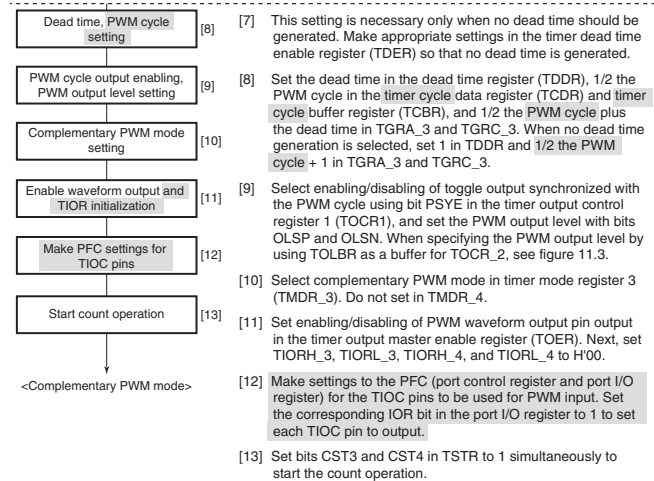 Dead time, PWM cycle
setting
[8]
PWM cycle output enabling,
PWM output level setting
[9]
Complementary PWM mode
setting
[10]
Enable waveform output and
TIOR initialization
[11]
Make PFC settings for
TIOC pins
[12]
Start count operation
[13]
<Complementary PWM mode>
[7] This setting is necessary only when no dead time should be
generated. Make appropriate settings in the timer dead time
enable register (TDER) so that no dead time is generated.
[8] Set the dead time in the dead time register (TDDR), 1/2 the
PWM cycle in the timer cycle data register (TCDR) and timer
cycle buffer register (TCBR), and 1/2 the PWM cycle plus
the dead time in TGRA_3 and TGRC_3. When no dead time
generation is selected, set 1 in TDDR and 1/2 the PWM
cycle + 1 in TGRA_3 and TGRC_3.
[9] Select enabling/disabling of toggle output synchronized with
the PWM cycle using bit PSYE in the timer output control
register 1 (TOCR1), and set the PWM output level with bits
OLSP and OLSN. When specifying the PWM output level by
using TOLBR as a buffer for TOCR_2, see figure 11.3.
[10] Select complementary PWM mode in timer mode register 3
(TMDR_3). Do not set in TMDR_4.
[11] Set enabling/disabling of PWM waveform output pin output
in the timer output master enable register (TOER). Next, set
TIORH_3, TIORL_3, TIORH_4, and TIORL_4 to H'00.
[12] Make settings to the PFC (port control register and port I/O
register) for the TIOC pins to be used for PWM input. Set
the corresponding IOR bit in the port I/O register to 1 to set
each TIOC pin to output.
[13] Set bits CST3 and CST4 in TSTR to 1 simultaneously to
start the count operation.